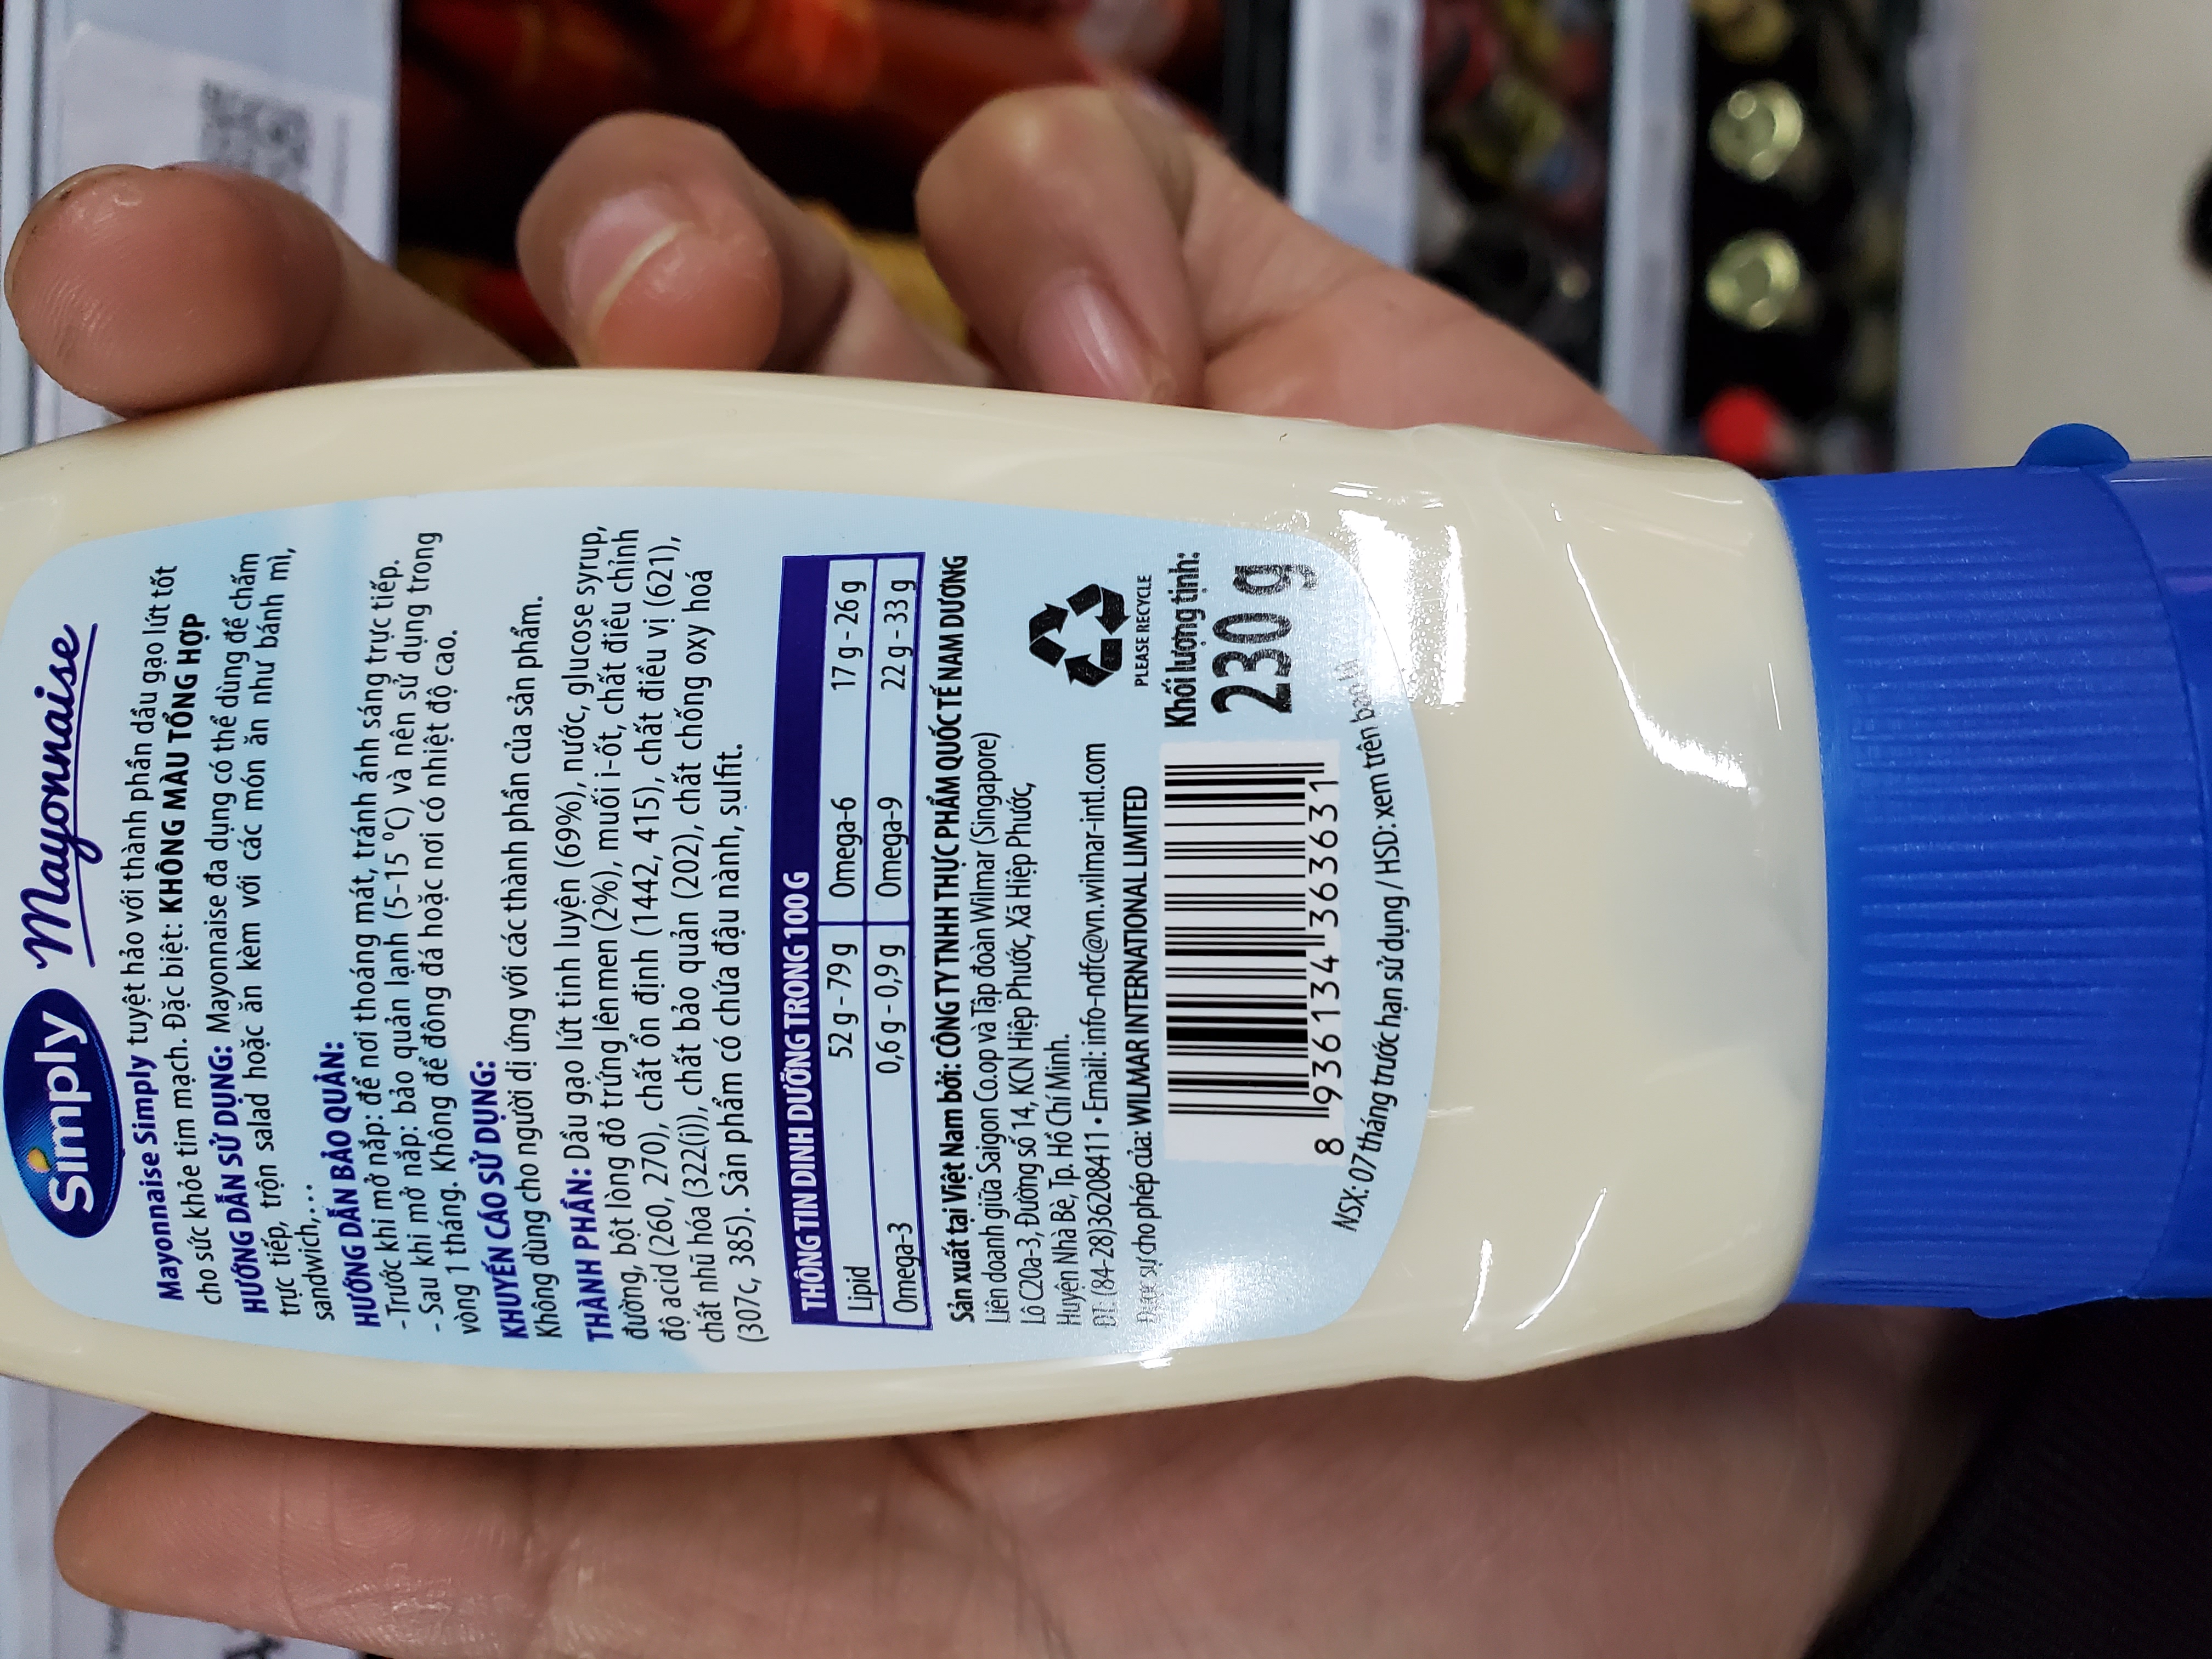 Simply Mayonnaise
Mayonnaise Simply tuyệt hảo với thành phần dầu gạo lứt tốt
cho sức khỏe tim mạch. Đặc biệt: KHÔNG MÀU TỔNG HỢP
HƯỚNG DẪN SỬ DỤNG: Mayonnaise đa dụng có thể dùng để chấm
trực tiếp, trộn salad hoặc ăn kèm với các món ăn như bánh mì,
sandwich,...
HƯỚNG DẪN BẢO QUẢN:
- Trước khi mở nắp: để nơi thoáng mát, tránh ánh sáng trực tiếp.
- Sau khi mở nắp: bảo quản lạnh (5-15 ºC) và nên sử dụng trong
vòng 1 tháng. Không để đông đá hoặc nơi có nhiệt độ cao.
KHUYẾN CÁO SỬ DỤNG:
Không dùng cho người dị ứng với các thành phần của sản phẩm.
THÀNH PHẦN: Dầu gạo lứt tinh luyện (69%), nước, glucose syrup,
đường, bột lòng đỏ trứng lên men (2%), muối i-ốt, chất điều chỉnh
độ acid (260, 270), chất ổn định (1442, 415), chất điều vị (621),
chất nhũ hóa (322(i)), chất bảo quản (202), chất chống oxy hoá
(307c, 385). Sản phẩm có chứa đậu nành, sulfit.
THÔNG TIN DINH DƯỠNG TRONG 100 G
Lipid 52 g - 79 g Omega-6 17 g - 26 g
Omega-3 0,6 g - 0,9 g Omega-9 22 g - 33 g
Sản xuất tại Việt Nam bởi: CÔNG TY TNHH THỰC PHẨM QUỐC TẾ NAM DƯƠNG
Liên doanh giữa Saigon Co.op và Tập đoàn Wilmar (Singapore)
Lô C20a-3, Đường số 14, KCN Hiệp Phước, Xã Hiệp Phước,
Huyện Nhà Bè, Tp. Hồ Chí Minh.
ĐT: (84-28)36208411 • Email: info-ndfc@vn.wilmar-intl.com
Được sự cho phép của: WILMAR INTERNATIONAL LIMITED
PLEASE RECYCLE
Khối lượng tịnh:
230 g
8 936134 363631
NSX: 07 tháng trước hạn sử dụng / HSD: xem trên bao bì